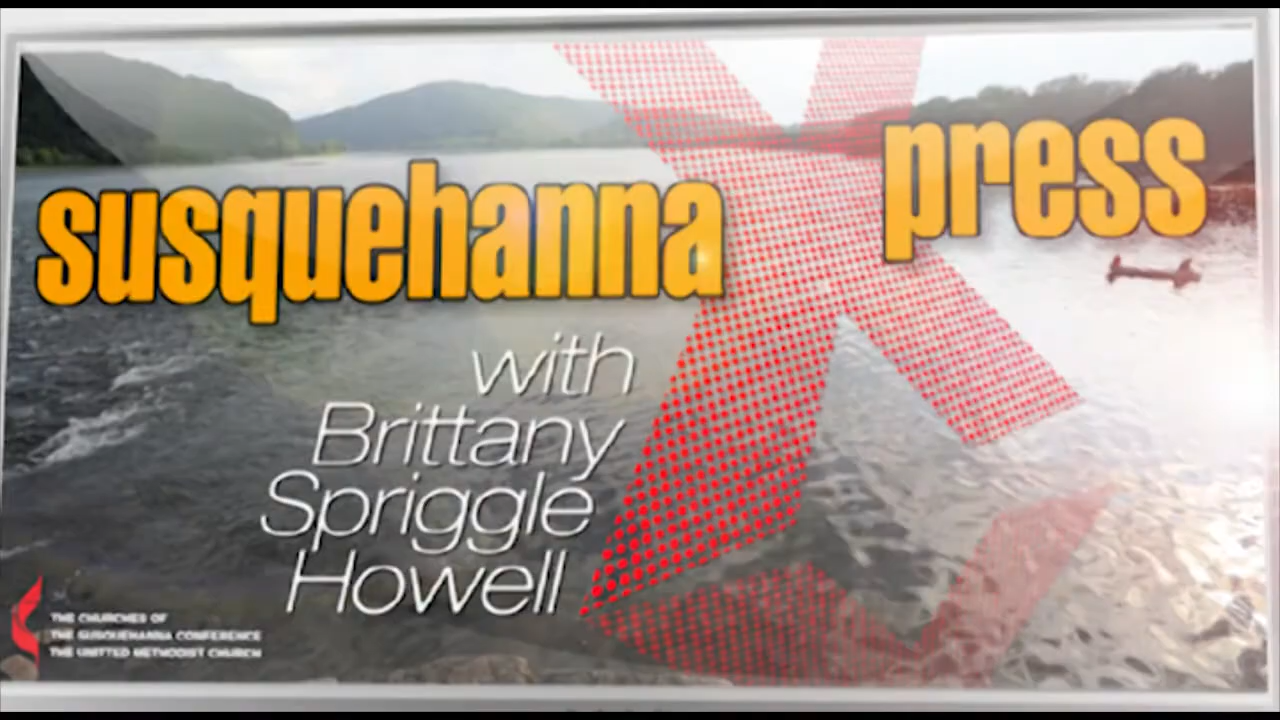 susquehanna press
with
Brittany
Spriggle
Howell
THE CHURCHES OF
THE SUSQUEHANNA CONFERENCE
THE UNITED METHODIST CHURCH